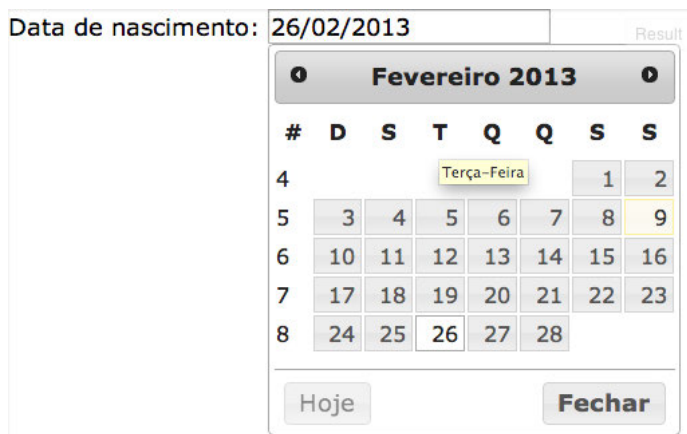 Data de nascimento: 26/02/2013 Result
Fevereiro 2013
# D S T Q Q S S
Terça-Feira
4 1 2
5 3 4 5 6 7 8 9
6 10 11 12 13 14 15 16
7 17 18 19 20 21 22 23
8 24 25 26 27 28
Hoje Fechar